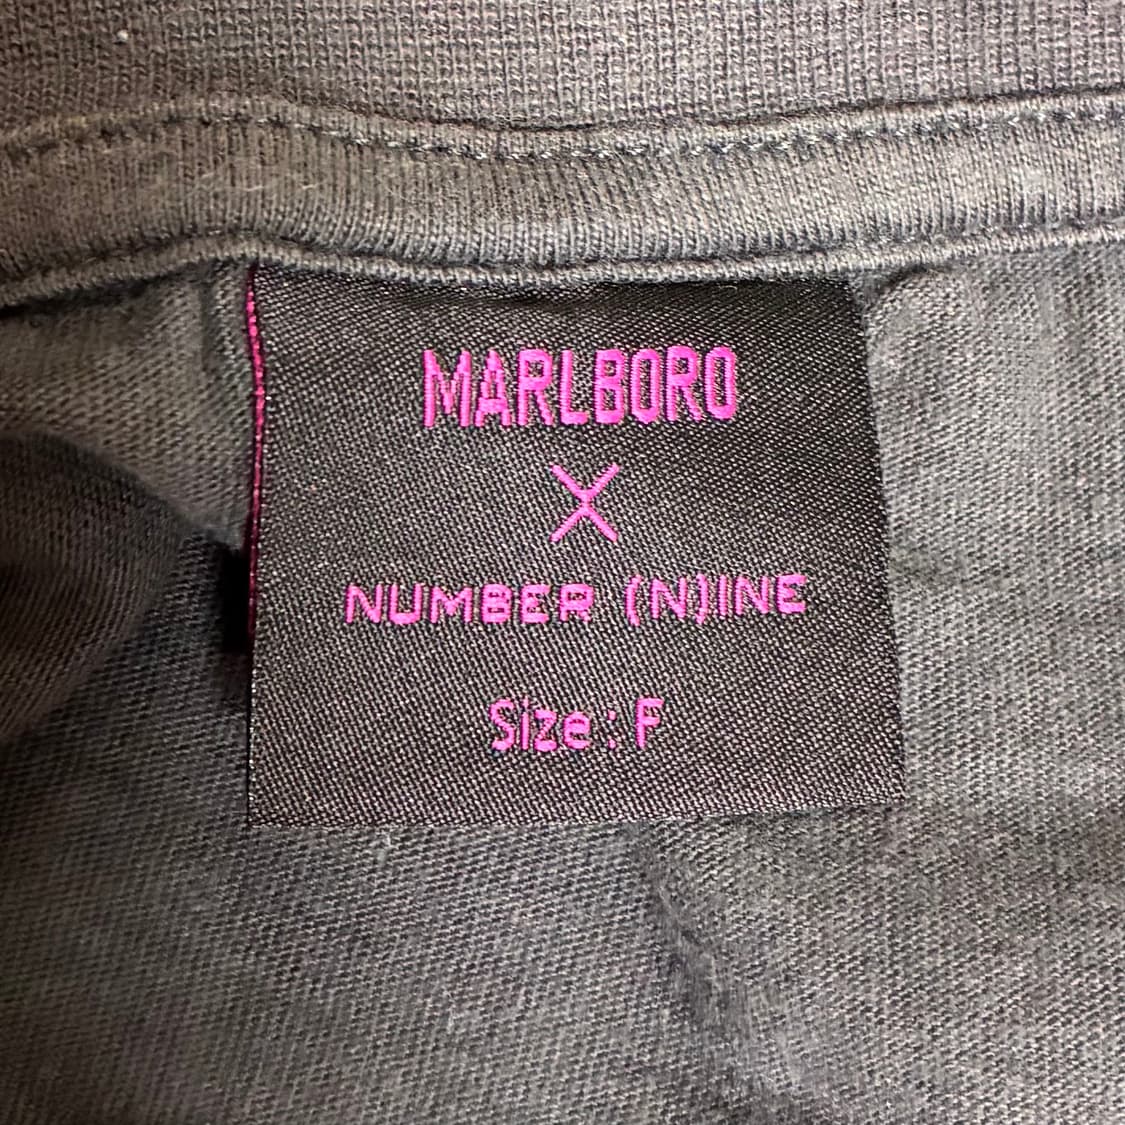 MARLBORO
X
NUMBER (N)INE
Size : F